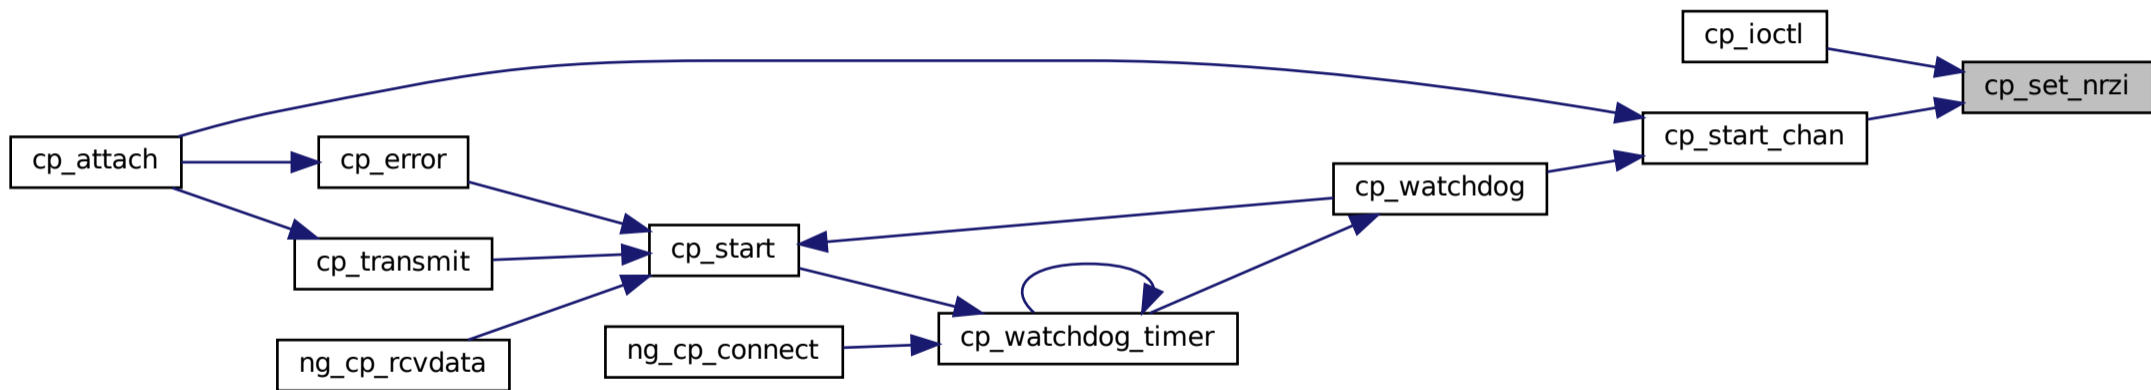 cp_ioctl
cp_set_nrzi
cp_start_chan
cp_attach
cp_error
cp_watchdog
cp_start
cp_transmit
cp_watchdog_timer
ng_cp_connect
ng_cp_rcvdata